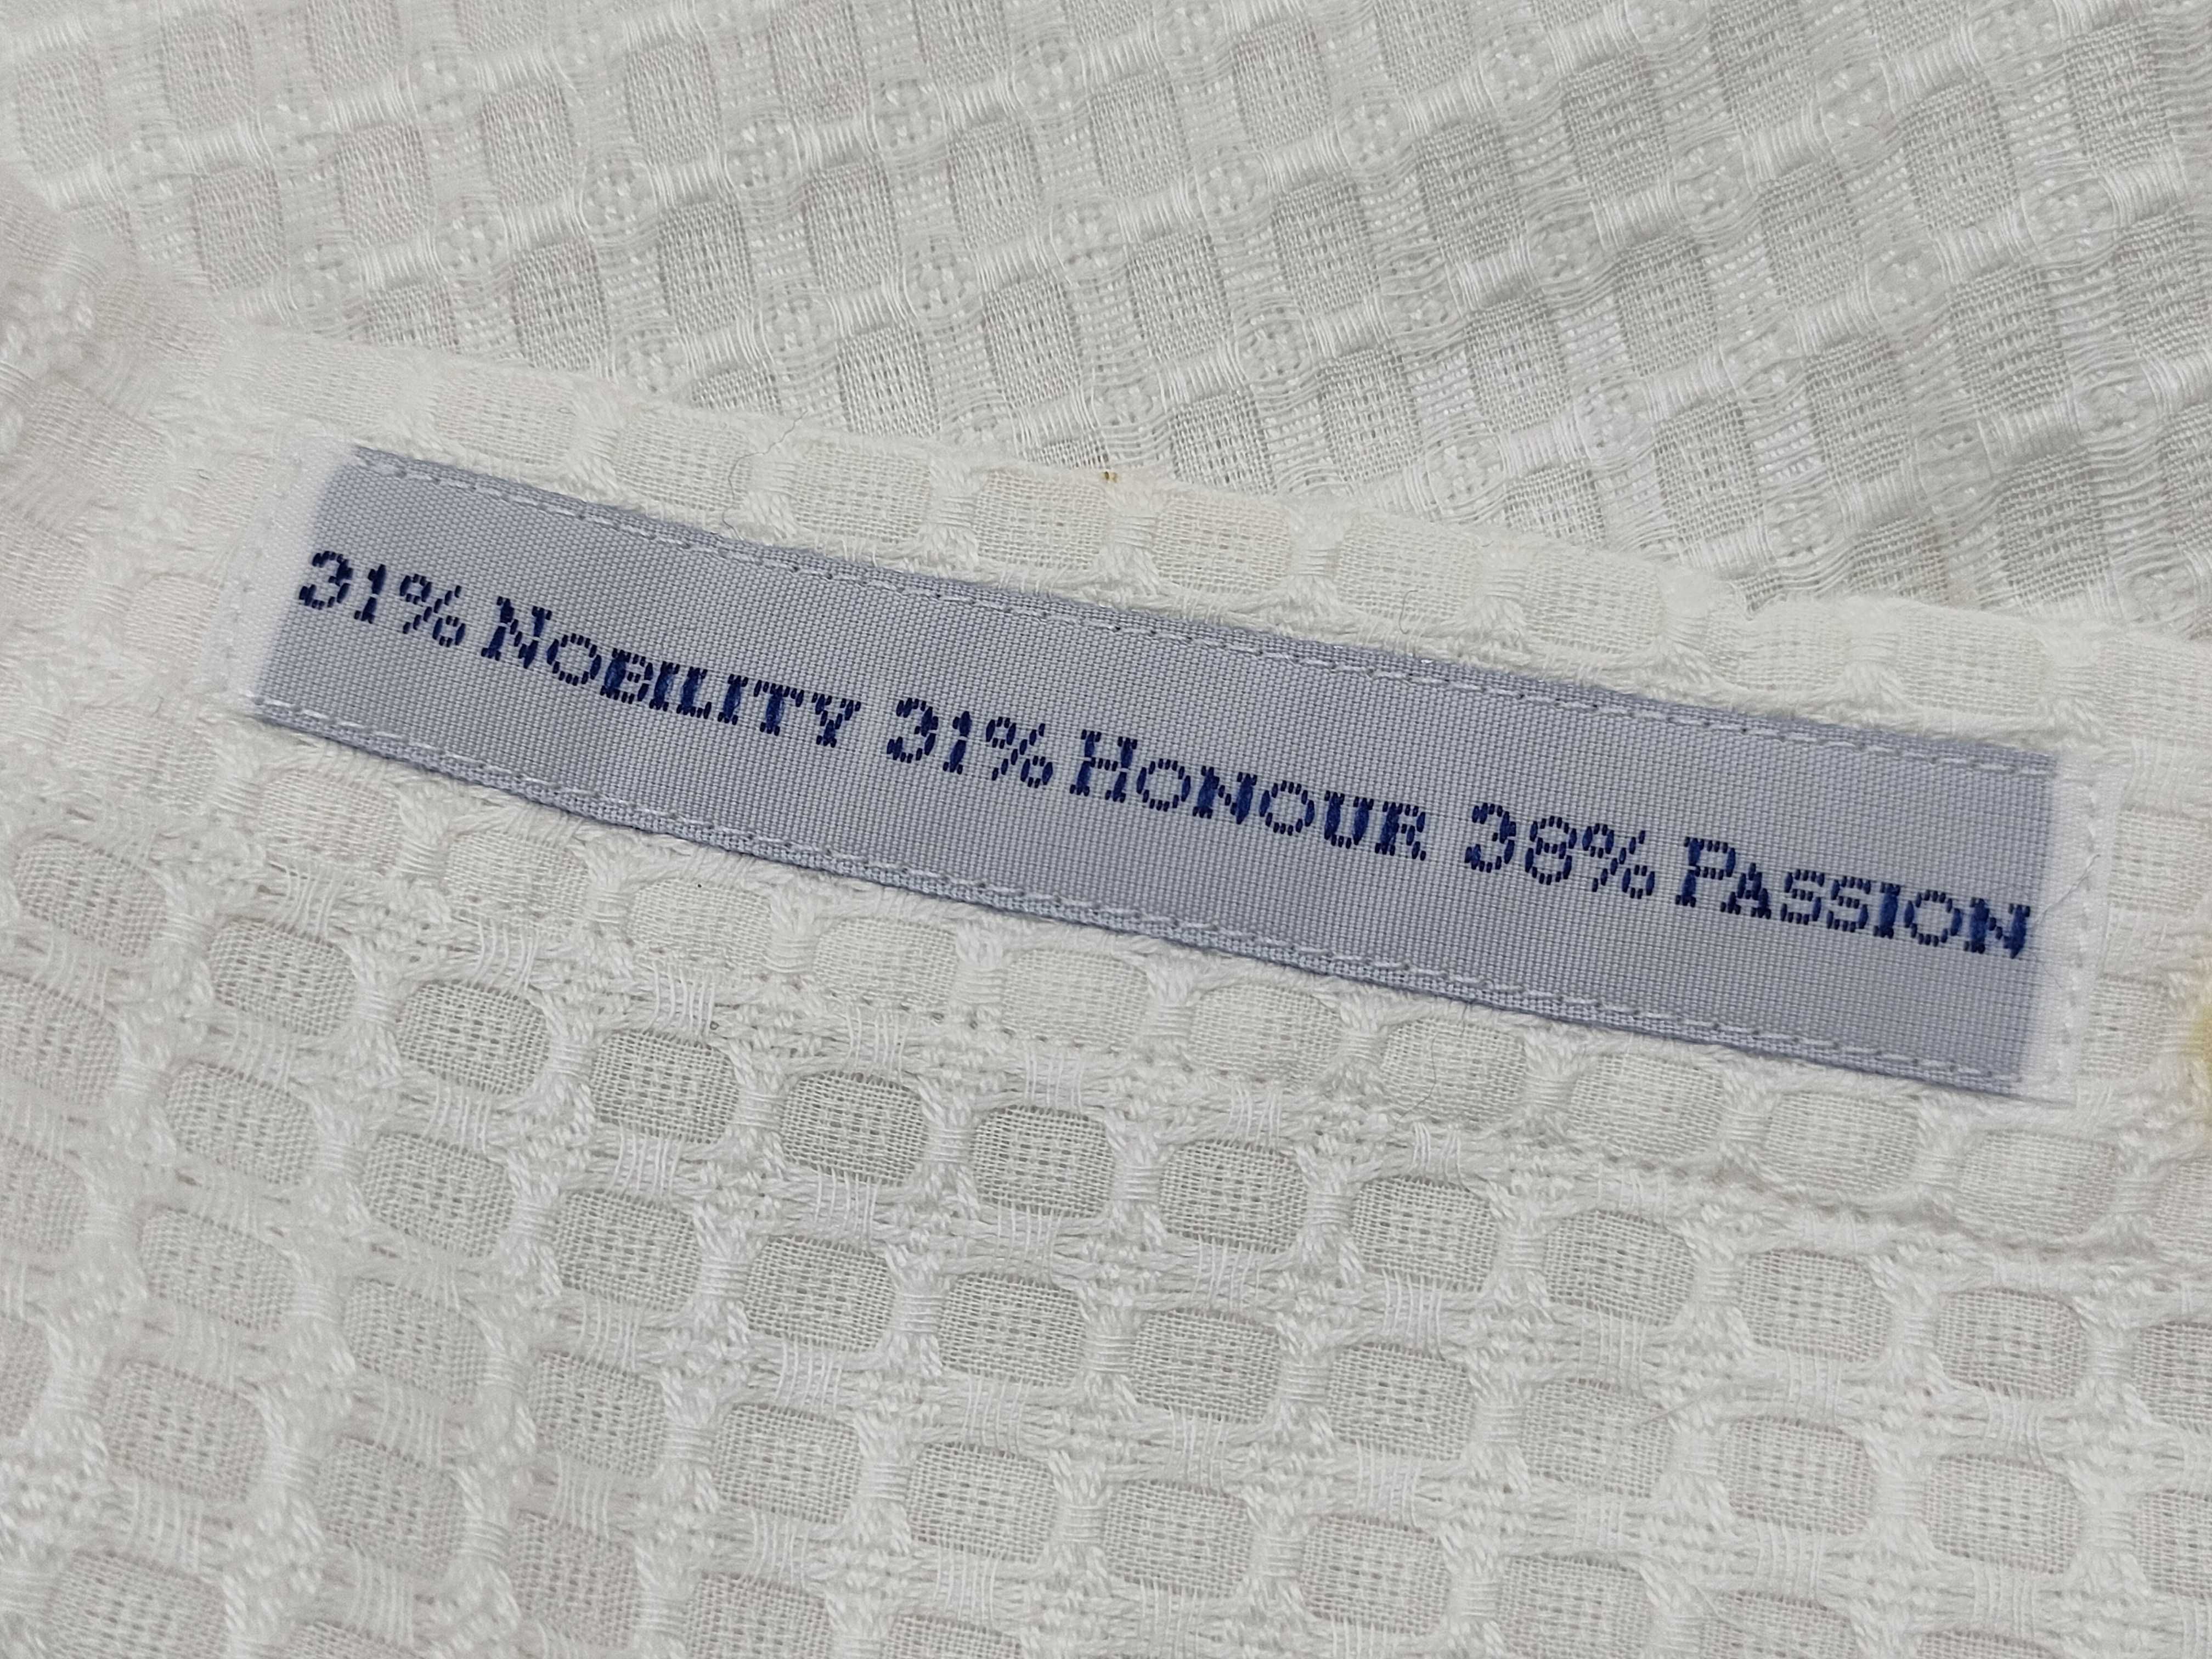 31% NOBILITY 31% HONOUR 38% PASSION